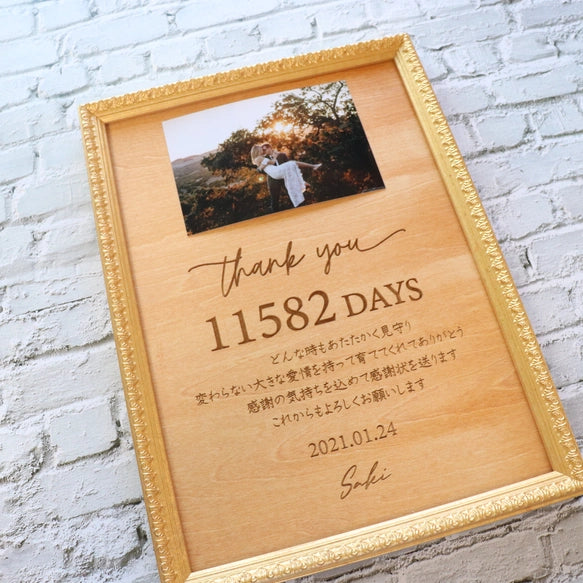 thank you
11582 DAYS
どんな時もあたたかく見守り
変わらない大きな愛情を持って育ててくれてありがとう
感謝の気持ちを込めて感謝状を送ります
これからもよろしくお願いします
2021.01.24
Saki